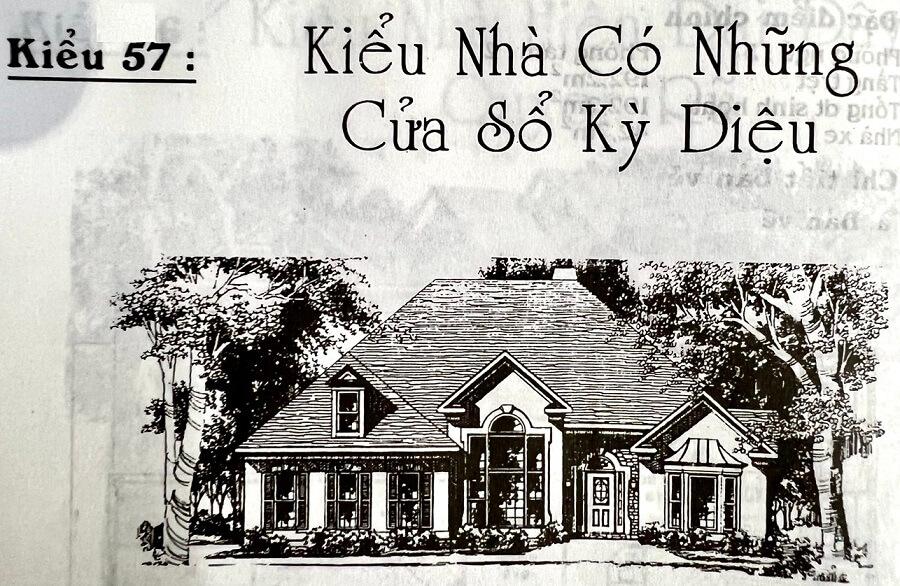 Kiểu 57 :
Kiểu Nhà Có Những
Cửa Sổ Kỳ Diệu